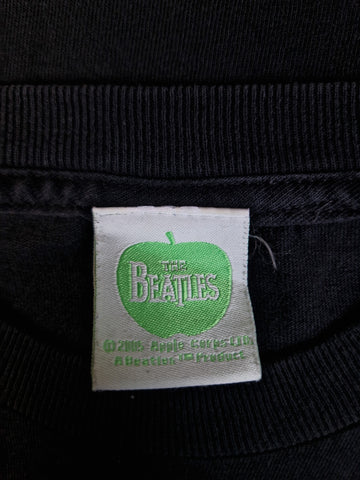 THE
BEATLES
©2005 Apple Corps Ltd
A Beatles™ Product